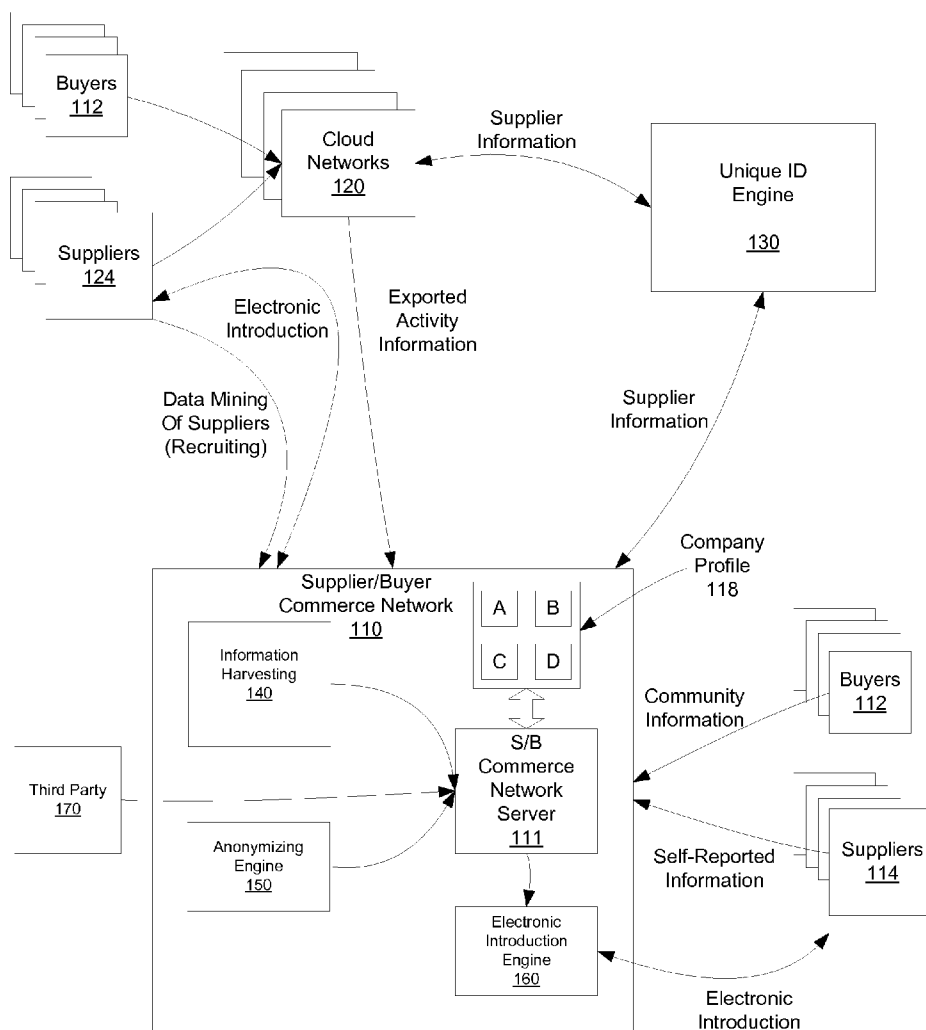 Buyers
112
Cloud
Networks
120
Supplier
Information
Unique ID
Engine
130
Suppliers
124
Electronic
Introduction
Exported
Activity
Information
Data Mining
Of Suppliers
(Recruiting)
Supplier
Information
Company
Profile
118
Supplier/Buyer
Commerce Network
110
A B
C D
Information
Harvesting
140
Buyers
112
Community
Information
S/B
Commerce
Network
Server
111
Third Party
170
Anonymizing
Engine
150
Suppliers
114
Self-Reported
Information
Electronic
Introduction
Engine
160
Electronic
Introduction